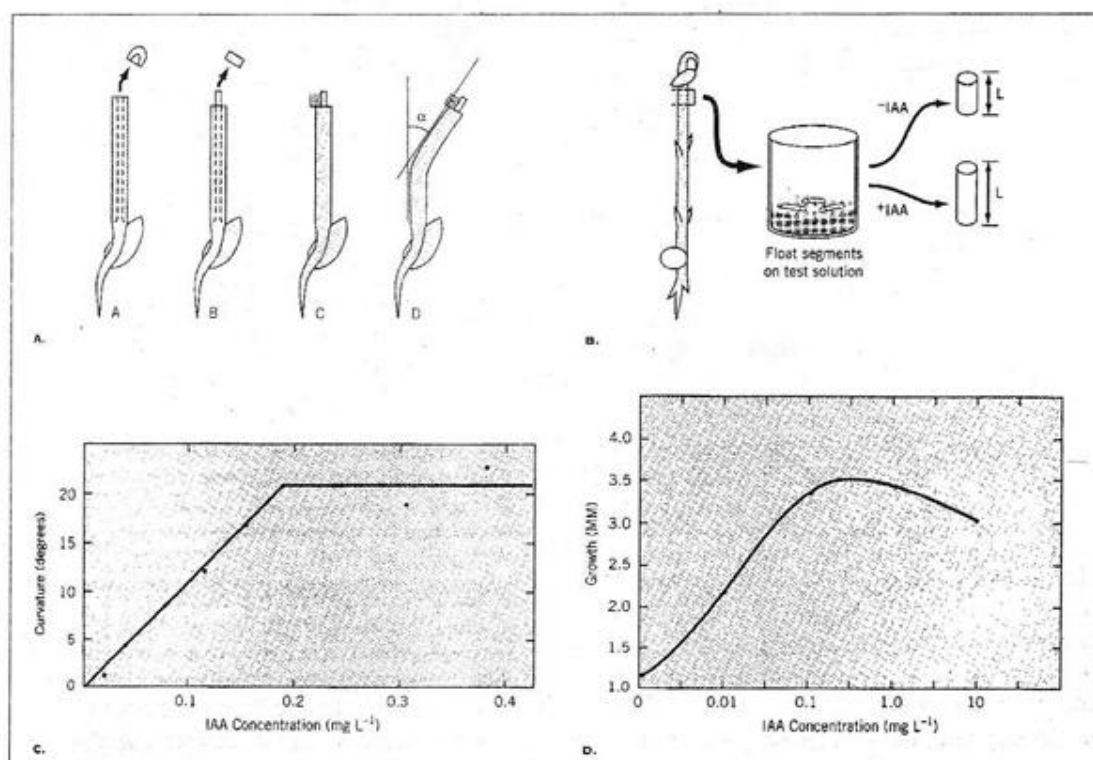 α
A
B
C
D
A.
–IAA
L
+IAA
L
Float segments
on test solution
B.
Curvature (degrees)
20
15
10
5
0
0.1
0.2
0.3
0.4
IAA Concentration (mg L⁻¹)
C.
Growth (MM)
4.0
3.5
3.0
2.5
2.0
1.5
1.0
0
0.01
0.1
1.0
10
IAA Concentration (mg L⁻¹)
D.